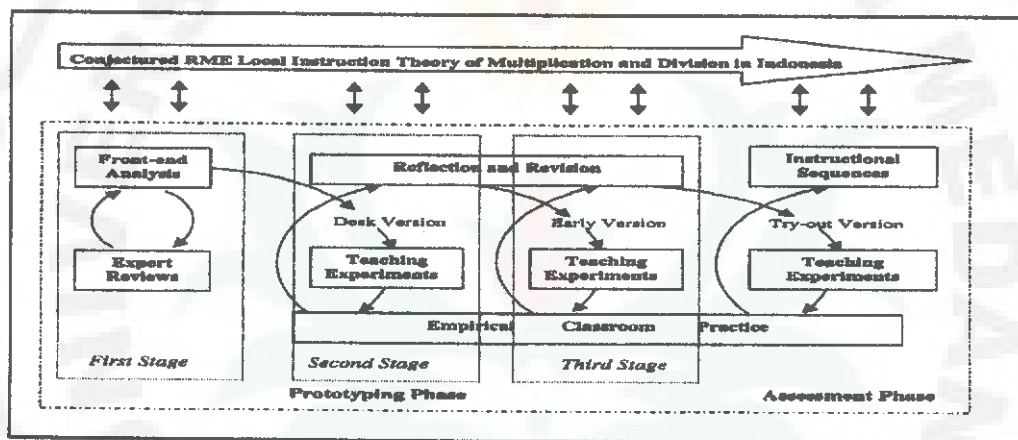 Conjectured RME Local Instruction Theory of Multiplication and Division in Indonesia
Front-end
Analysis
Reflection and Revision
Instructional
Sequences
Desk Version
Early Version
Try-out Version
Expert
Reviews
Teaching
Experiments
Teaching
Experiments
Teaching
Experiments
Empirical Classroom Practice
First Stage
Second Stage
Third Stage
Prototyping Phase
Assessment Phase